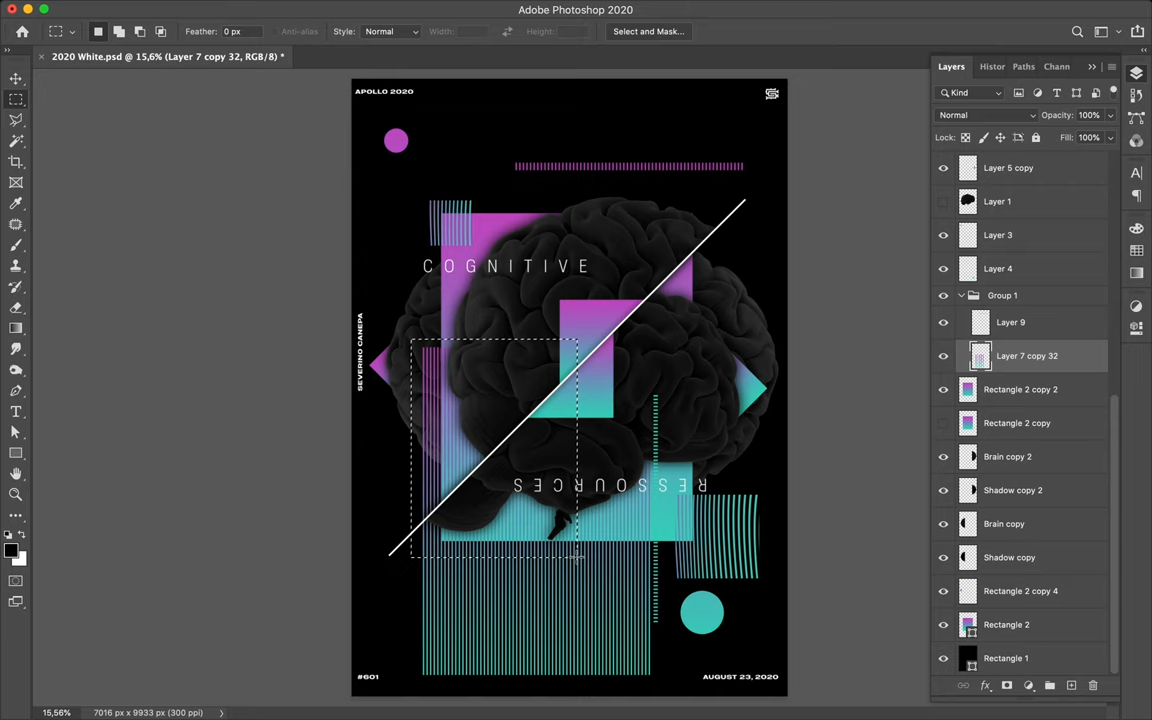 Adobe Photoshop 2020
Feather: 0 px
Anti-alias
Style: Normal
Width:
Height:
Select and Mask...
2020 White.psd @ 15,6% (Layer 7 copy 32, RGB/8) *
Layers
Histor
Paths
Chann
Kind
Normal
Opacity: 100%
Lock:
Fill: 100%
Layer 5 copy
Layer 1
Layer 3
Layer 4
Group 1
Layer 9
Layer 7 copy 32
Rectangle 2 copy 2
Rectangle 2 copy
Brain copy 2
Shadow copy 2
Brain copy
Shadow copy
Rectangle 2 copy 4
Rectangle 2
Rectangle 1
APOLLO 2020
COGNITIVE
SEVERINO CANEPA
RESSOURCES
#601
AUGUST 23, 2020
15,56%
7016 px x 9933 px (300 ppi)